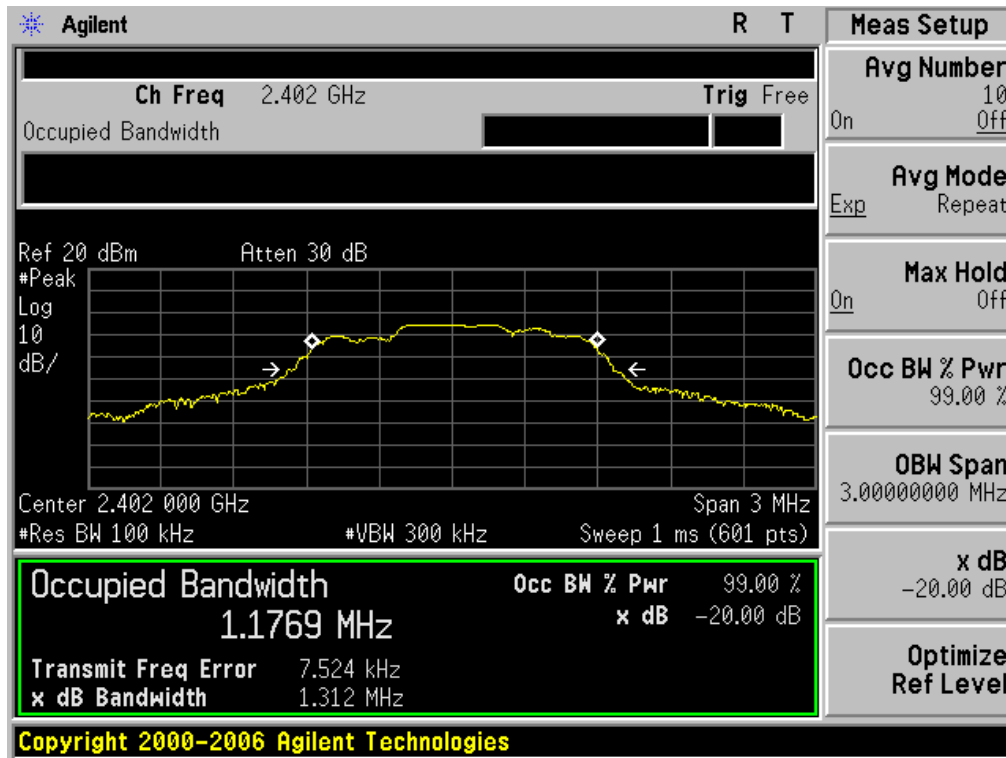 Agilent R T
Ch Freq 2.402 GHz Trig Free
Occupied Bandwidth
Ref 20 dBm Atten 30 dB
#Peak
Log
10
dB/
Center 2.402 000 GHz Span 3 MHz
#Res BW 100 kHz #VBW 300 kHz Sweep 1 ms (601 pts)
Occupied Bandwidth Occ BW % Pwr 99.00 %
1.1769 MHz x dB -20.00 dB
Transmit Freq Error 7.524 kHz
x dB Bandwidth 1.312 MHz
Copyright 2000-2006 Agilent Technologies
Meas Setup
Avg Number
10
On Off
Avg Mode
Exp Repeat
Max Hold
On Off
Occ BW % Pwr
99.00 %
OBW Span
3.00000000 MHz
x dB
-20.00 dB
Optimize
Ref Level